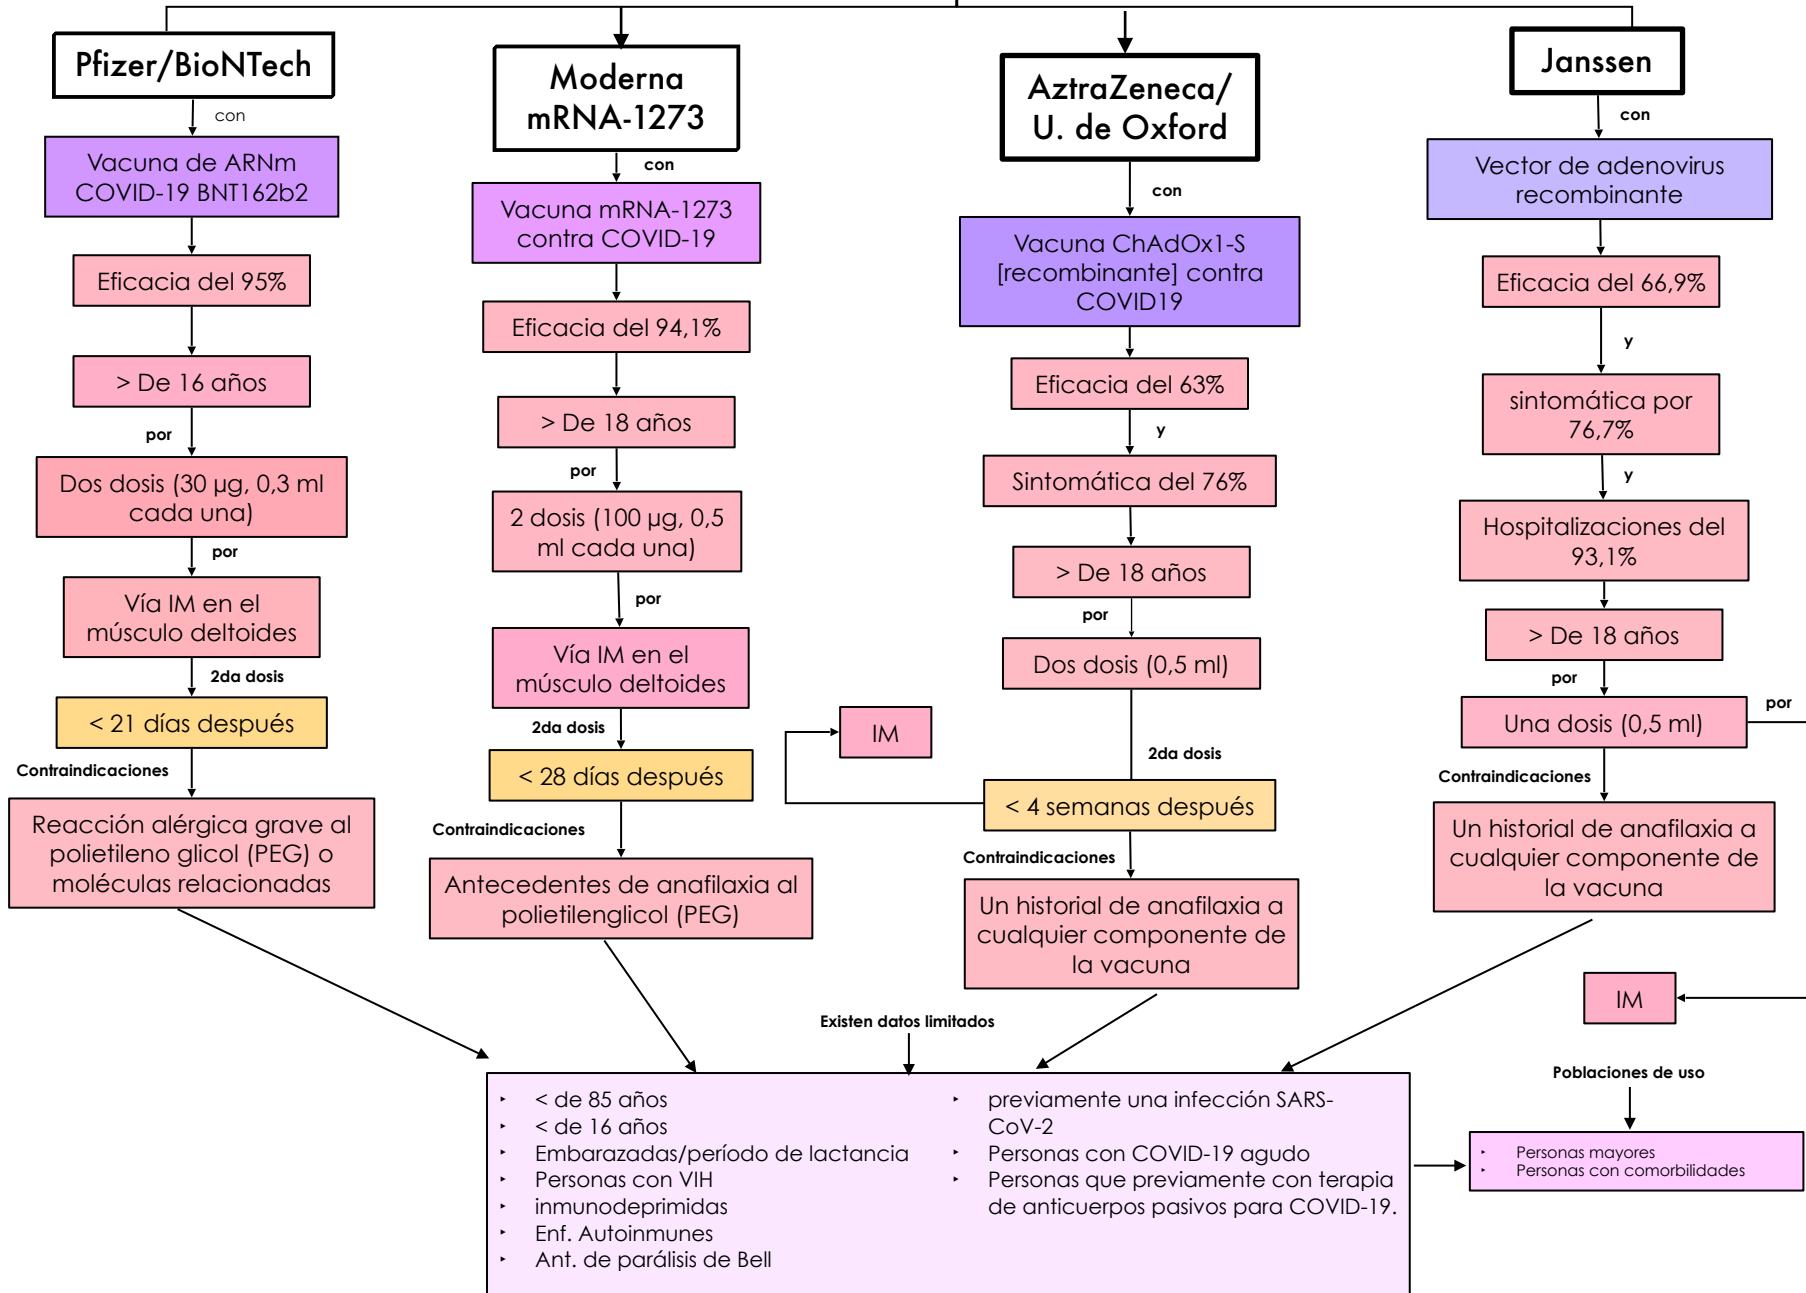 Pfizer/BioNTech
con
Vacuna de ARNm
COVID-19 BNT162b2
Eficacia del 95%
> De 16 años
por
Dos dosis (30 µg, 0,3 ml
cada una)
por
Vía IM en el
músculo deltoides
2da dosis
< 21 días después
Contraindicaciones
Reacción alérgica grave al
polietileno glicol (PEG) o
moléculas relacionadas
Moderna
mRNA-1273
con
Vacuna mRNA-1273
contra COVID-19
Eficacia del 94,1%
> De 18 años
por
2 dosis (100 µg, 0,5
ml cada una)
por
Vía IM en el
músculo deltoides
2da dosis
< 28 días después
Contraindicaciones
Antecedentes de anafilaxia al
polietilenglicol (PEG)
AztraZeneca/
U. de Oxford
con
Vacuna ChAdOx1-S
[recombinante] contra
COVID19
Eficacia del 63%
y
Sintomática del 76%
> De 18 años
por
Dos dosis (0,5 ml)
2da dosis
< 4 semanas después
IM
Contraindicaciones
Un historial de anafilaxia a
cualquier componente de
la vacuna
Janssen
con
Vector de adenovirus
recombinante
Eficacia del 66,9%
y
sintomática por
76,7%
y
Hospitalizaciones del
93,1%
> De 18 años
por
Una dosis (0,5 ml)
por
Contraindicaciones
Un historial de anafilaxia a
cualquier componente de
la vacuna
IM
Existen datos limitados
‣ < de 85 años
‣ < de 16 años
‣ Embarazadas/período de lactancia
‣ Personas con VIH
‣ inmunodeprimidas
‣ Enf. Autoinmunes
‣ Ant. de parálisis de Bell
‣ previamente una infección SARS-
CoV-2
‣ Personas con COVID-19 agudo
‣ Personas que previamente con terapia
de anticuerpos pasivos para COVID-19.
Poblaciones de uso
‣ Personas mayores
‣ Personas con comorbilidades